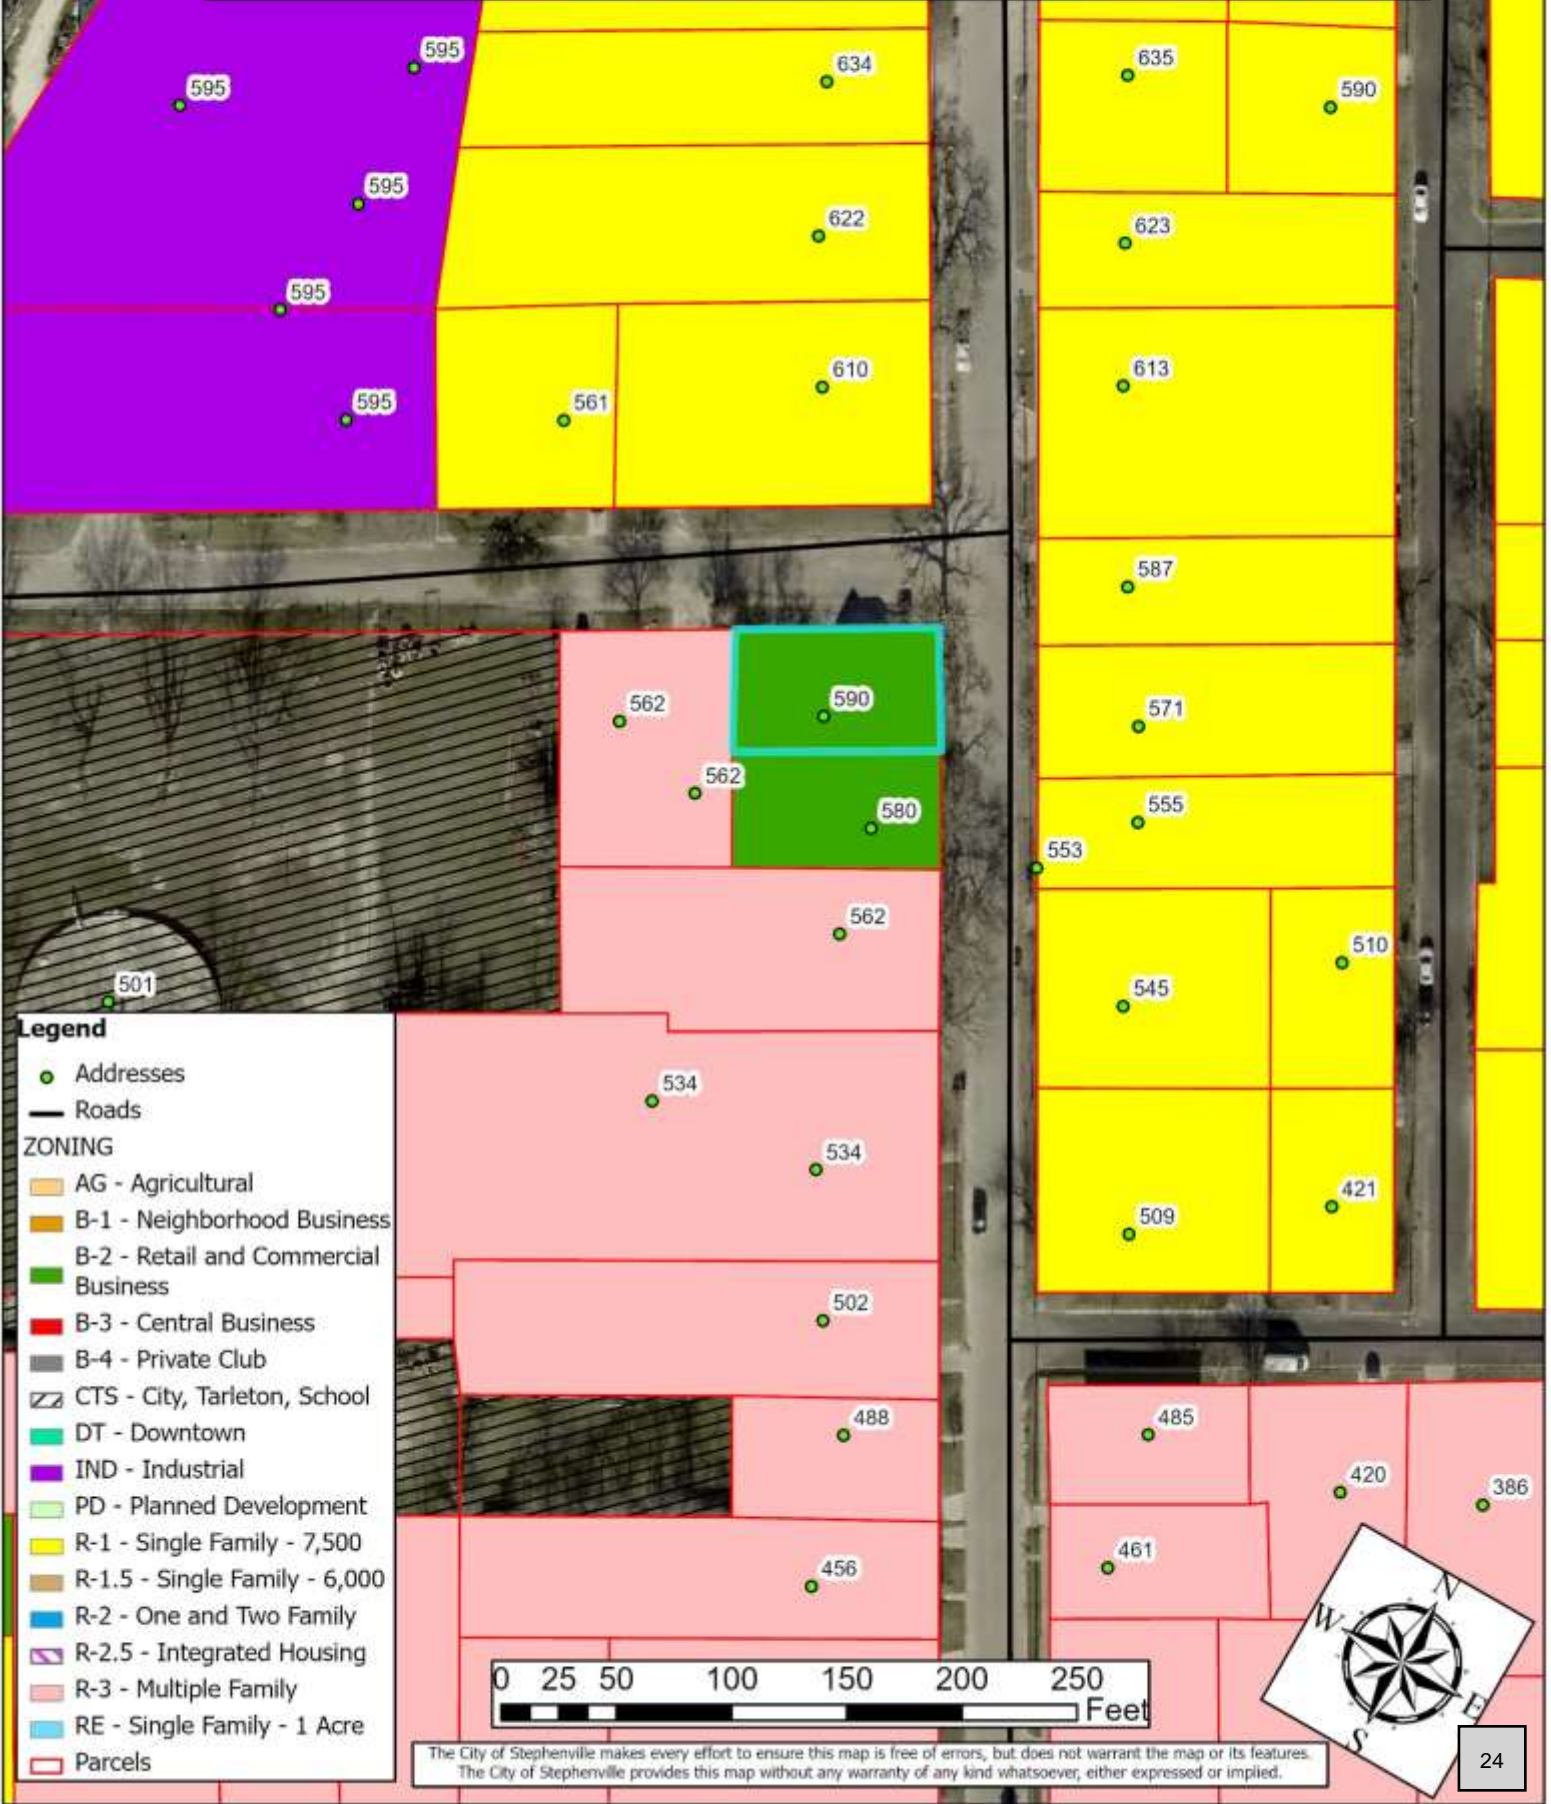 595
634
635
595
590
595
622
623
595
610
613
595
561
587
562
590
571
562
580
555
553
562
510
501
545
534
534
421
509
502
488
485
420
386
461
456
Legend
Addresses
Roads
ZONING
AG - Agricultural
B-1 - Neighborhood Business
B-2 - Retail and Commercial
Business
B-3 - Central Business
B-4 - Private Club
CTS - City, Tarleton, School
DT - Downtown
IND - Industrial
PD - Planned Development
R-1 - Single Family - 7,500
R-1.5 - Single Family - 6,000
R-2 - One and Two Family
R-2.5 - Integrated Housing
R-3 - Multiple Family
RE - Single Family - 1 Acre
Parcels
0 25 50 100 150 200 250
Feet
N
W
E
S
The City of Stephenville makes every effort to ensure this map is free of errors, but does not warrant the map or its features.
The City of Stephenville provides this map without any warranty of any kind whatsoever, either expressed or implied.
24